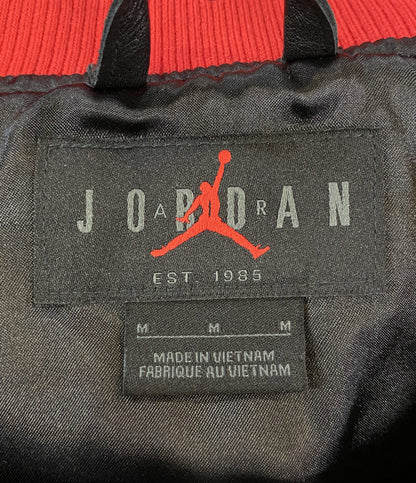 JORDAN
AIR
EST. 1985
M M M
MADE IN VIETNAM
FABRIQUE AU VIETNAM